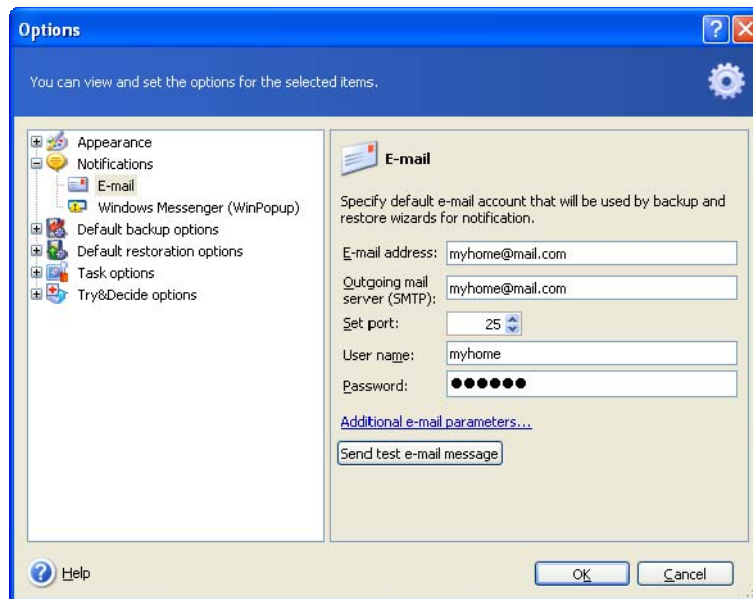 Options
You can view and set the options for the selected items.
Appearance
Notifications
E-mail
Windows Messenger (WinPopup)
Default backup options
Default restoration options
Task options
Try&Decide options
E-mail
Specify default e-mail account that will be used by backup and
restore wizards for notification.
E-mail address: myhome@mail.com
Outgoing mail
server (SMTP): myhome@mail.com
Set port: 25
User name: myhome
Password: ●●●●●●
Additional e-mail parameters...
Send test e-mail message
Help
OK
Cancel